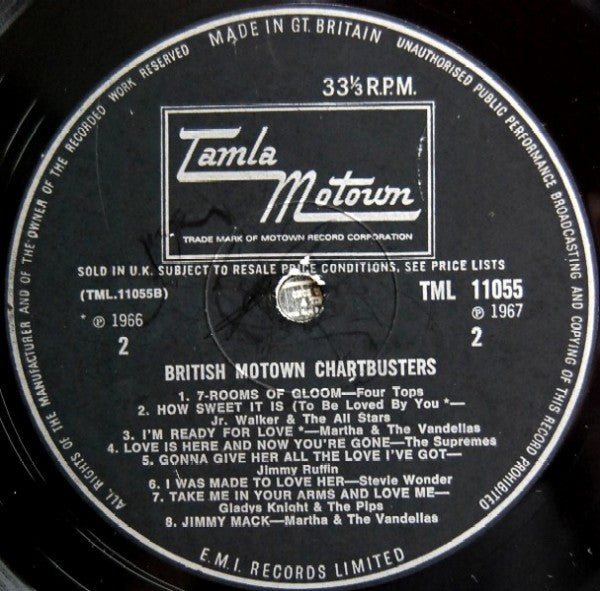 MADE IN GT. BRITAIN
UNAUTHORISED PUBLIC PERFORMANCE BROADCASTING AND COPYING OF THIS RECORD PROHIBITED
ALL RIGHTS OF THE MANUFACTURER AND OF THE OWNER OF THE RECORDED WORK RESERVED
33⅓ R.P.M.
Tamla
Motown
TRADE MARK OF MOTOWN RECORD CORPORATION
SOLD IN U.K. SUBJECT TO RESALE PRICE CONDITIONS, SEE PRICE LISTS
(TML.11055B)
TML 11055
* ℗ 1966
℗ 1967
2
2
BRITISH MOTOWN CHARTBUSTERS
1. 7-ROOMS OF GLOOM—Four Tops
2. HOW SWEET IT IS (To Be Loved By You *—
Jr. Walker & The All Stars
3. I'M READY FOR LOVE *—Martha & The Vandellas
4. LOVE IS HERE AND NOW YOU'RE GONE—The Supremes
5. GONNA GIVE HER ALL THE LOVE I'VE GOT—
Jimmy Ruffin
6. I WAS MADE TO LOVE HER—Stevie Wonder
7. TAKE ME IN YOUR ARMS AND LOVE ME—
Gladys Knight & The Pips
8. JIMMY MACK—Martha & The Vandellas
E.M.I. RECORDS LIMITED